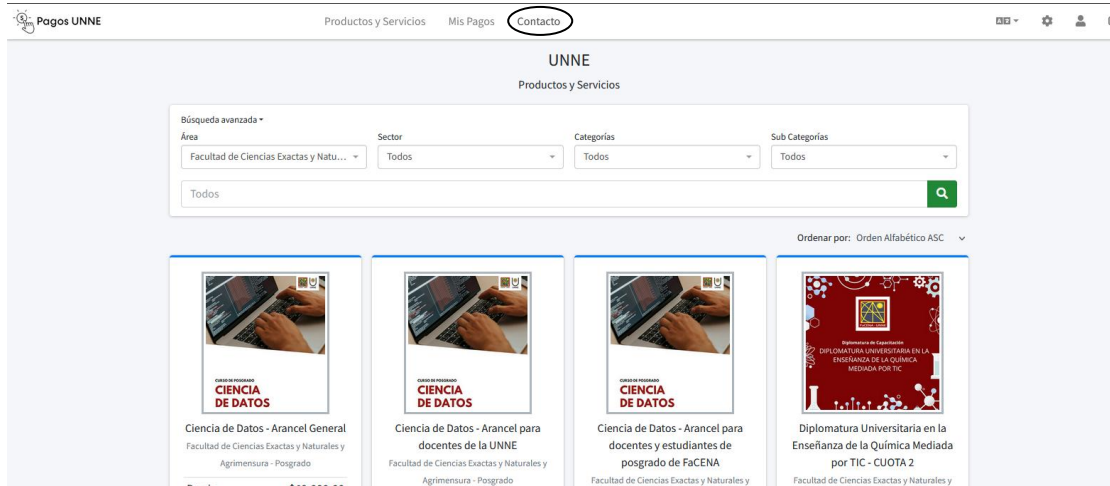 Pagos UNNE
Productos y Servicios
Mis Pagos
Contacto
UNNE
Productos y Servicios
Búsqueda avanzada
Área
Sector
Categorías
Sub Categorías
Facultad de Ciencias Exactas y Natu...
Todos
Todos
Todos
Todos
Ordenar por: Orden Alfabético ASC
CURSO DE POSGRADO
CIENCIA
DE DATOS
Ciencia de Datos - Arancel General
Facultad de Ciencias Exactas y Naturales y
Agrimensura - Posgrado
CURSO DE POSGRADO
CIENCIA
DE DATOS
Ciencia de Datos - Arancel para
docentes de la UNNE
Facultad de Ciencias Exactas y Naturales y
Agrimensura - Posgrado
CURSO DE POSGRADO
CIENCIA
DE DATOS
Ciencia de Datos - Arancel para
docentes y estudiantes de
posgrado de FaCENA
Facultad de Ciencias Exactas y Naturales y
FaCENA - UNNE
Diplomatura de Capacitación
DIPLOMATURA UNIVERSITARIA EN LA
ENSEÑANZA DE LA QUÍMICA
MEDIADA POR TIC
Diplomatura Universitaria en la
Enseñanza de la Química Mediada
por TIC - CUOTA 2
Facultad de Ciencias Exactas y Naturales y